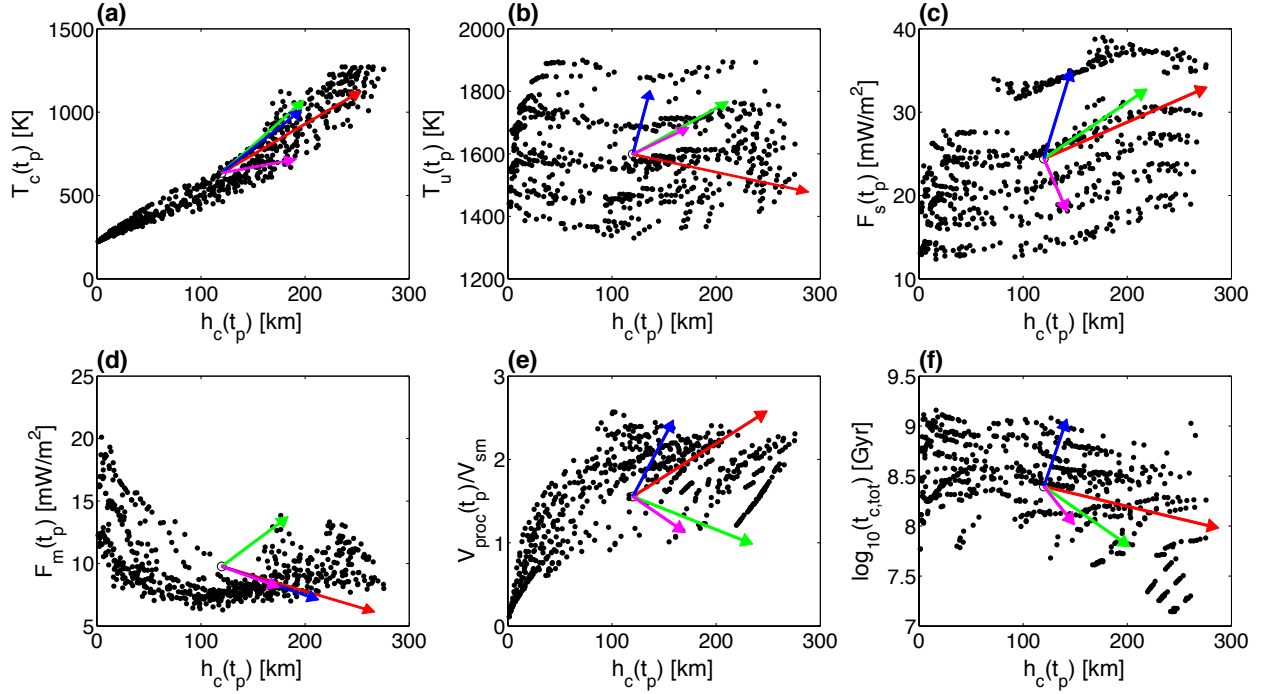 (a)
1500
1000
500
0
T_c(t_p) [K]
0 100 200 300
h_c(t_p) [km]
(b)
2000
1800
1600
1400
1200
T_u(t_p) [K]
0 100 200 300
h_c(t_p) [km]
(c)
40
30
20
10
F_s(t_p) [mW/m^2]
0 100 200 300
h_c(t_p) [km]
(d)
25
20
15
10
5
F_m(t_p) [mW/m^2]
0 100 200 300
h_c(t_p) [km]
(e)
3
2
1
0
V_proc(t_p)/V_sm
0 100 200 300
h_c(t_p) [km]
(f)
9.5
9
8.5
8
7.5
7
log_10(t_c,tot) [Gyr]
0 100 200 300
h_c(t_p) [km]